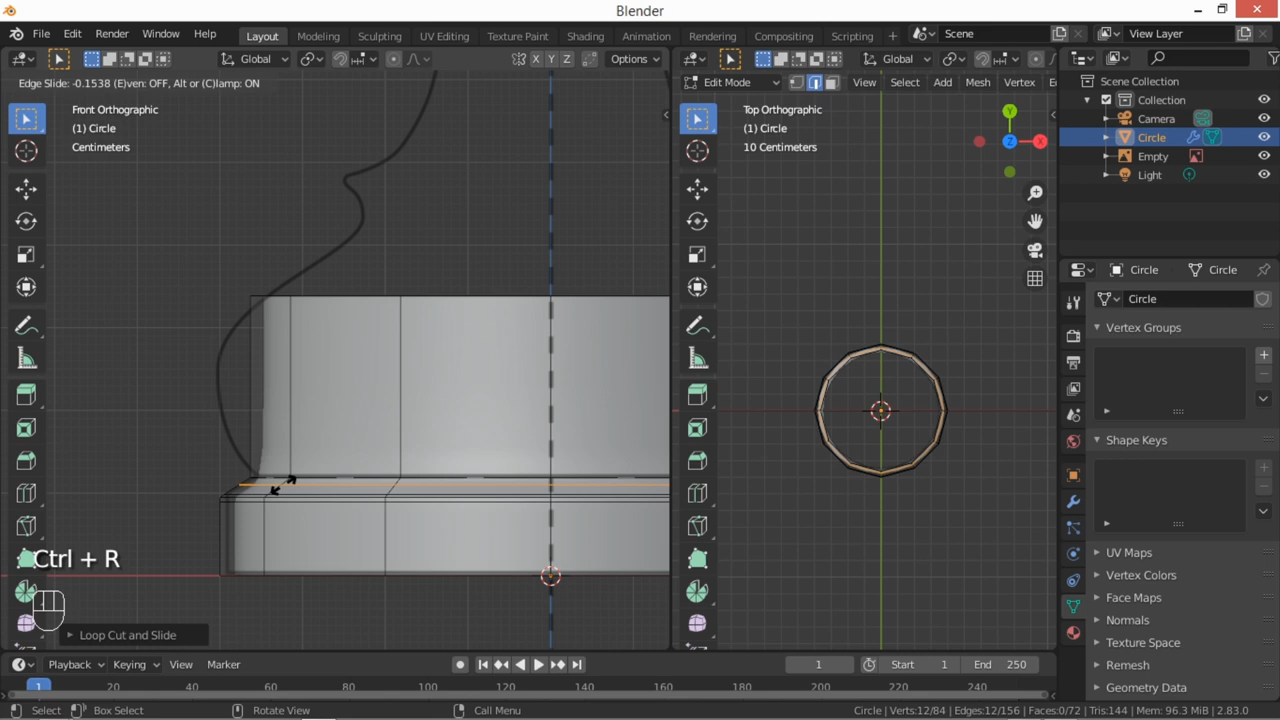 Blender
File Edit Render Window Help Layout Modeling Sculpting UV Editing Texture Paint Shading Animation Rendering Compositing Scripting + Scene View Layer
Global X Y Z Options Global
Edge Slide: -0.1538 (E)ven: OFF, Alt or (C)lamp: ON
Edit Mode View Select Add Mesh Vertex
Scene Collection
Collection
Camera
Circle
Empty
Light
Front Orthographic
(1) Circle
Centimeters
Top Orthographic
(1) Circle
10 Centimeters
Y
Z X
Circle Circle
Circle
Vertex Groups
Shape Keys
UV Maps
Vertex Colors
Face Maps
Normals
Texture Space
Remesh
Geometry Data
Ctrl + R
Loop Cut and Slide
Playback Keying View Marker 1 Start 1 End 250
1 20 40 60 80 100 120 140 160 180 200 220 240
Select Box Select Rotate View Call Menu Circle | Verts:12/84 | Edges:12/156 | Faces:0/72 | Tris:144 | Mem: 96.3 MiB | 2.83.0